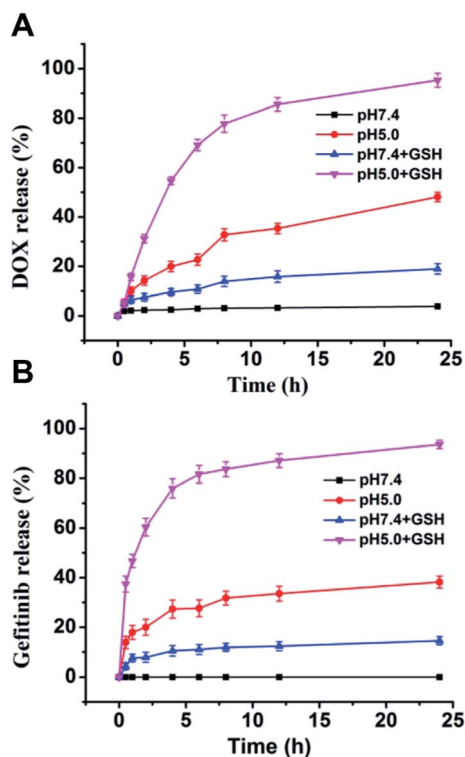 A
DOX release (%)
100
80
60
40
20
0
pH7.4
pH5.0
pH7.4+GSH
pH5.0+GSH
0 5 10 15 20 25
Time (h)
B
Gefitinib release (%)
100
80
60
40
20
0
pH7.4
pH5.0
pH7.4+GSH
pH5.0+GSH
0 5 10 15 20 25
Time (h)